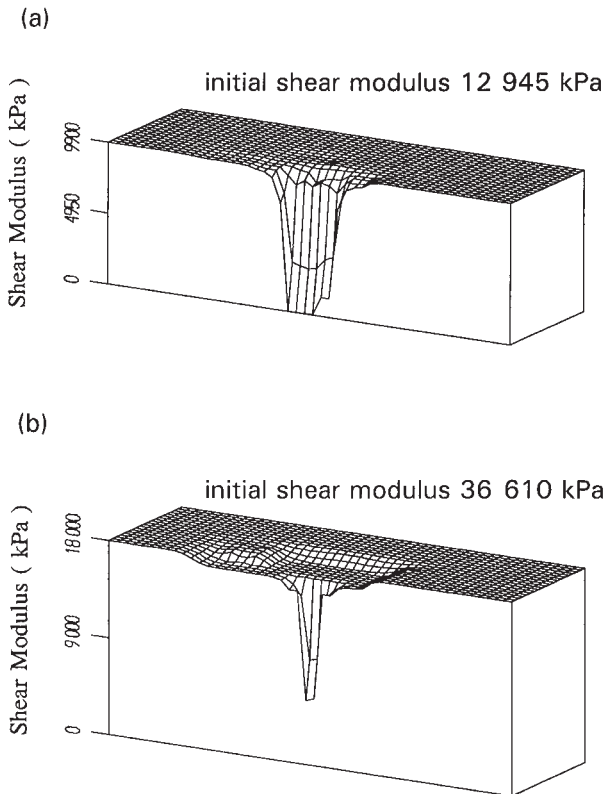 (a)
initial shear modulus 12 945 kPa
Shear Modulus ( kPa)
9900
4950
0
(b)
initial shear modulus 36 610 kPa
Shear Modulus ( kPa)
18000
9000
0